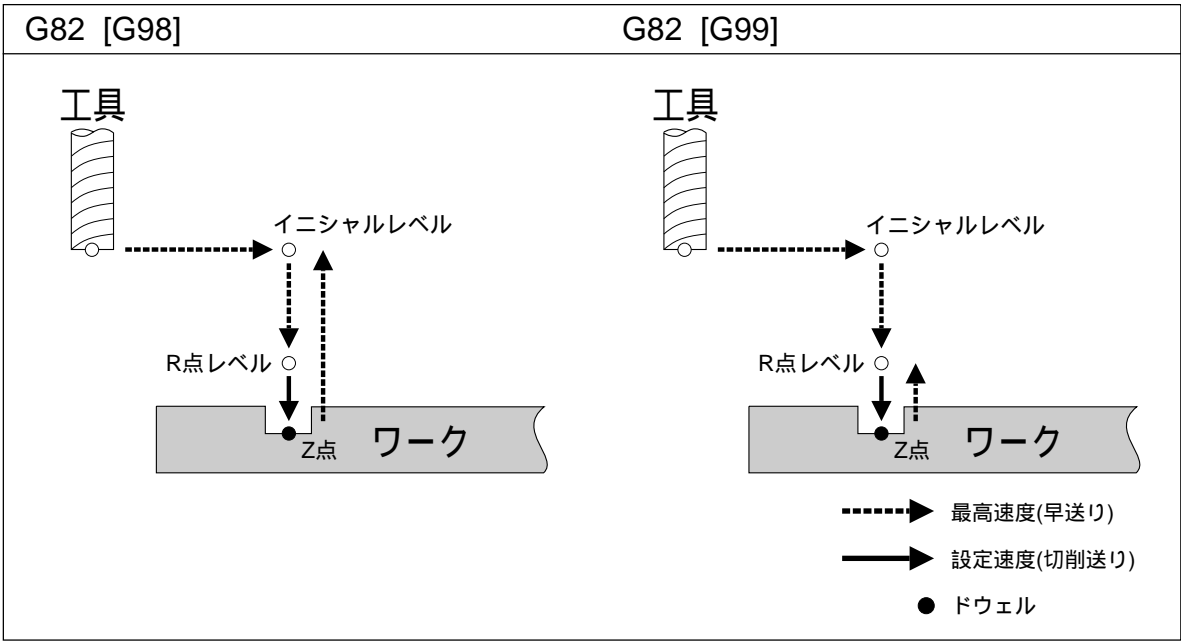 G82 [G98]
G82 [G99]
工具
イニシャルレベル
R点レベル
Z点
ワーク
工具
イニシャルレベル
R点レベル
Z点
ワーク
最高速度(早送り)
設定速度(切削送り)
ドウェル